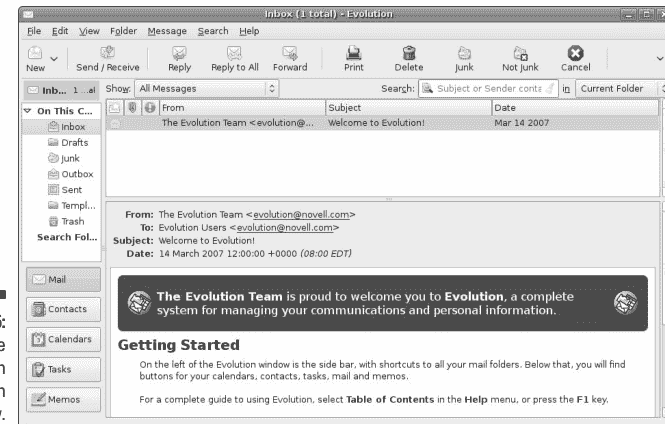 Inbox (1 total) - Evolution
File Edit View Folder Message Search Help
New Send / Receive Reply Reply to All Forward Print Delete Junk Not Junk Cancel
Inb... 1 ...al Show: All Messages Search: Subject or Sender conta in Current Folder
On This C...
Inbox
Drafts
Junk
Outbox
Sent
Templ...
Trash
Search Fol...
From Subject Date
The Evolution Team <evolution@... Welcome to Evolution! Mar 14 2007
From: The Evolution Team <evolution@novell.com>
To: Evolution Users <evolution@novell.com>
Subject: Welcome to Evolution!
Date: 14 March 2007 12:00:00 +0000 (08:00 EDT)
Mail
Contacts
Calendars
Tasks
Memos
The Evolution Team is proud to welcome you to Evolution, a complete
system for managing your communications and personal information.
Getting Started
On the left of the Evolution window is the side bar, with shortcuts to all your mail folders. Below that, you will find
buttons for your calendars, contacts, tasks, mail and memos.
For a complete guide to using Evolution, select Table of Contents in the Help menu, or press the F1 key.